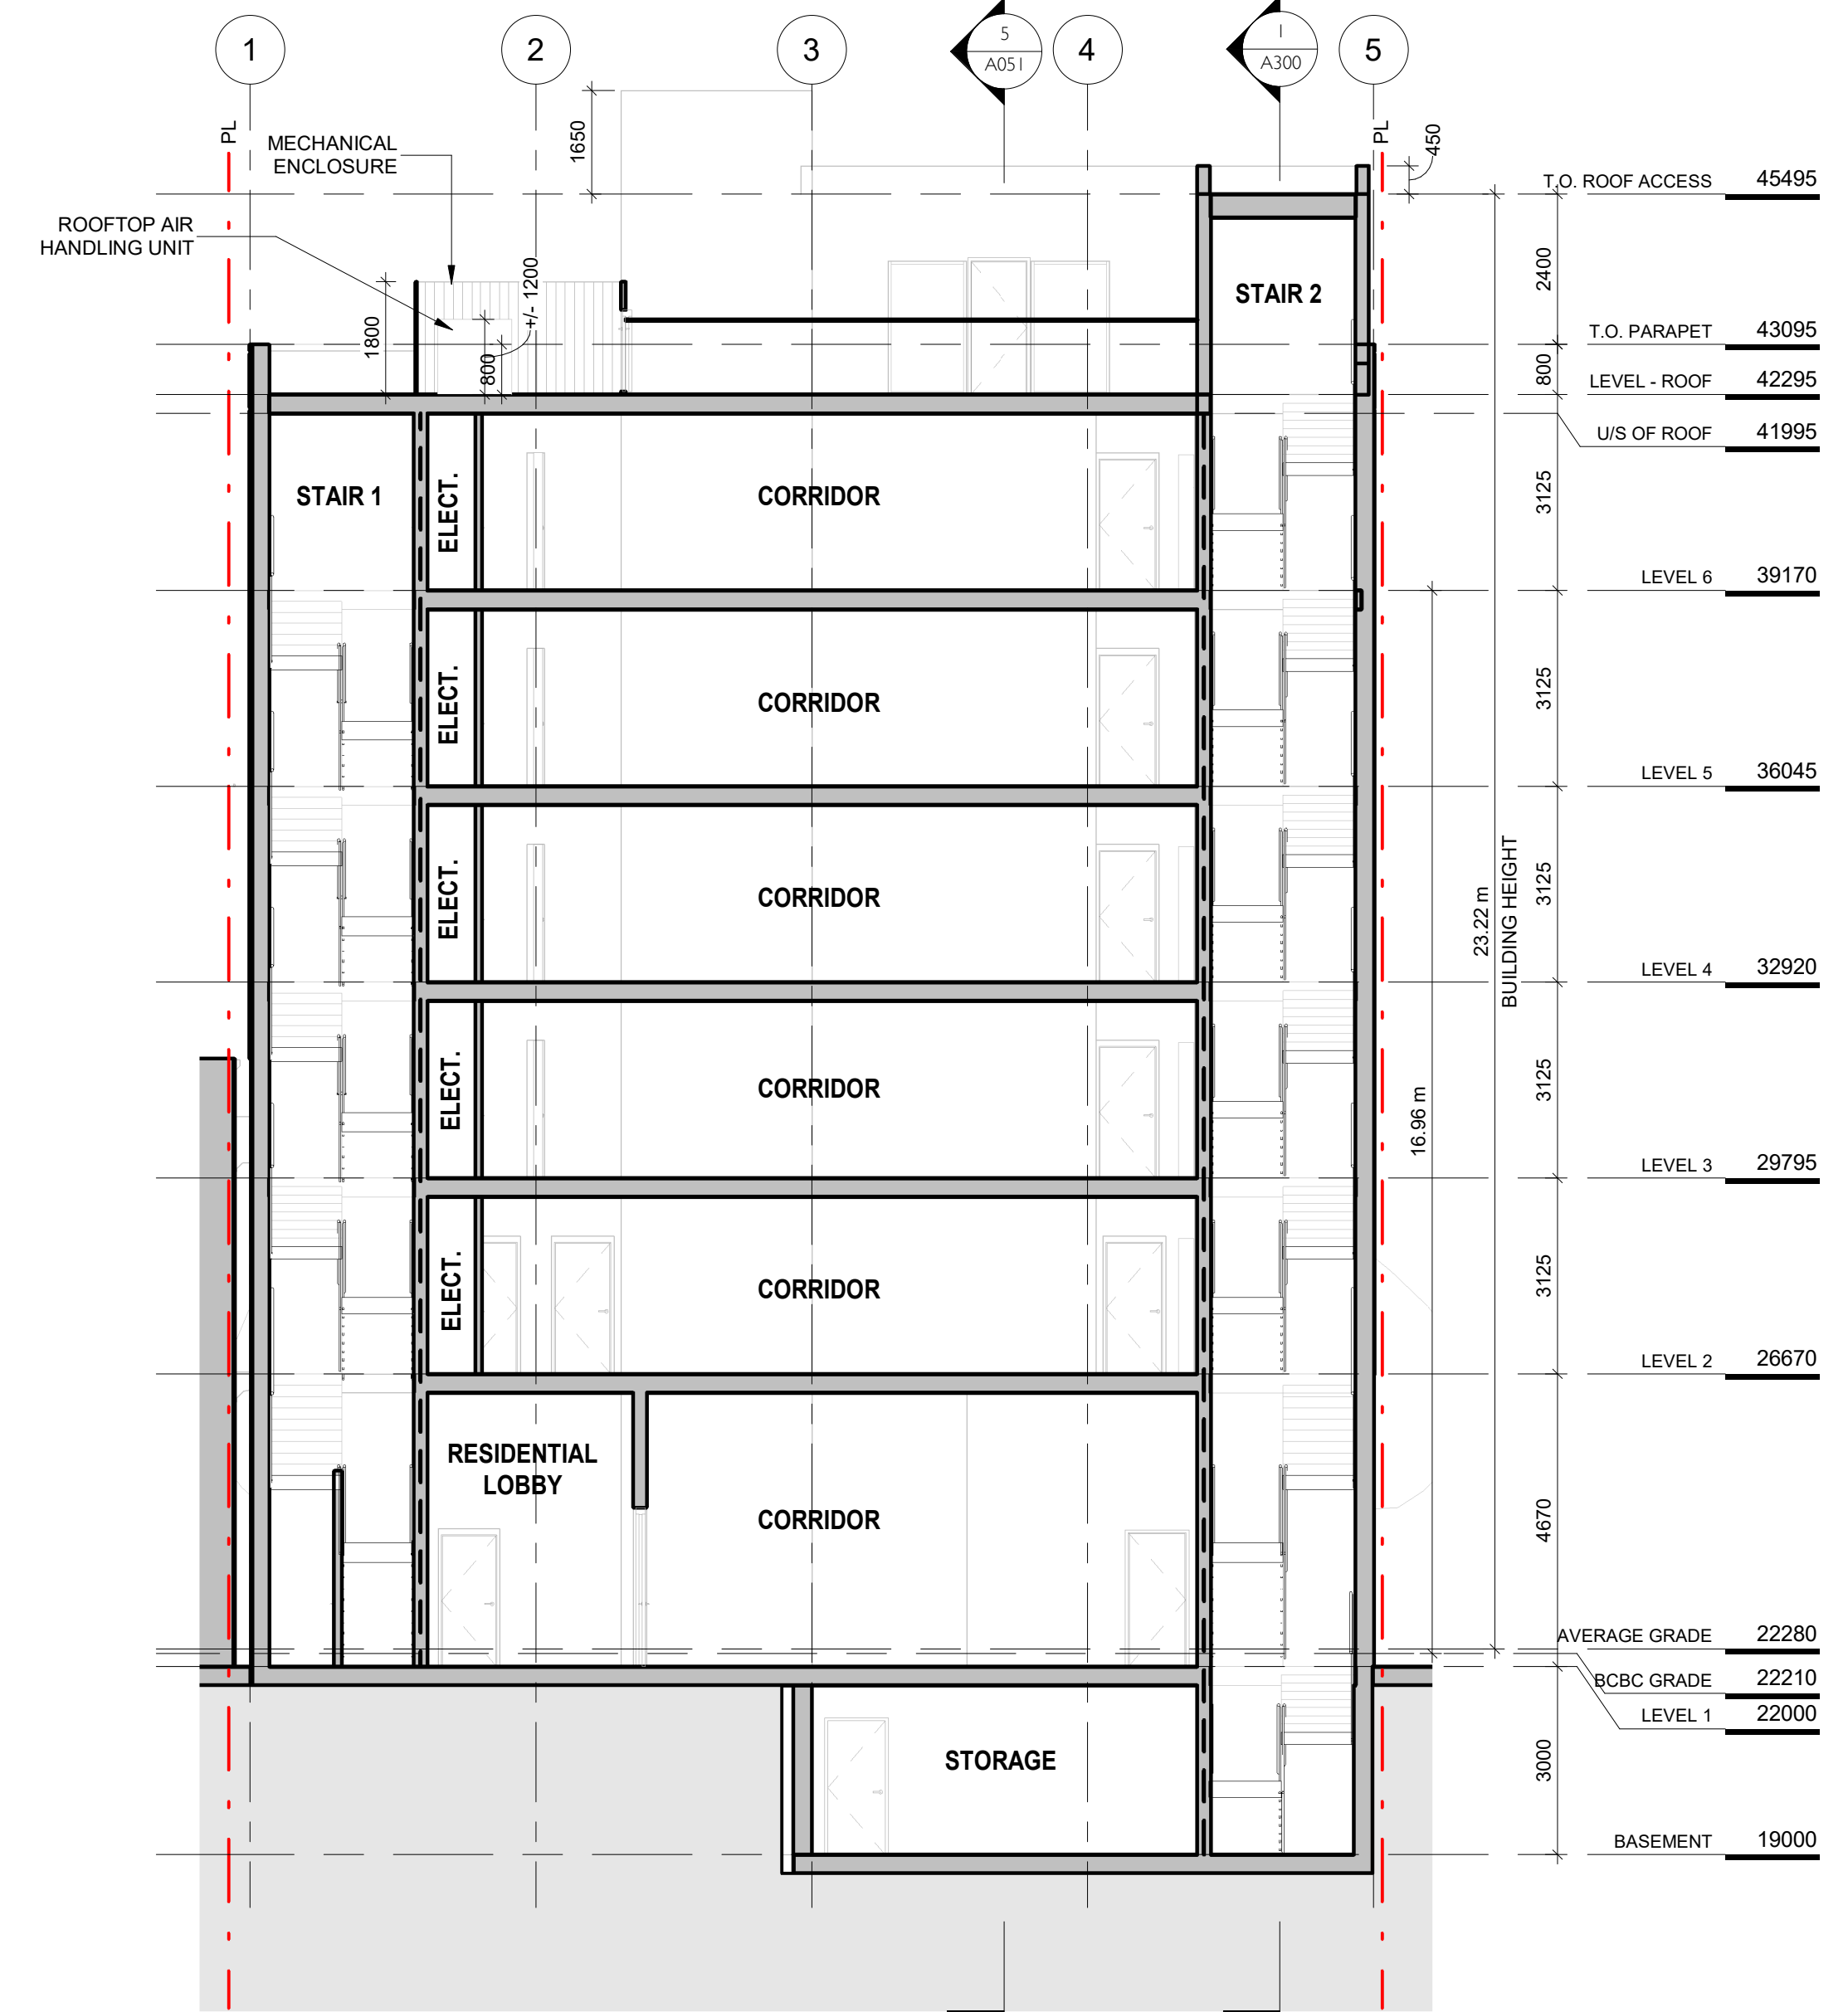 1
2
3
5
A051
4
1
A300
5
PL
PL
MECHANICAL
ENCLOSURE
1650
450
T.O. ROOF ACCESS 45495
ROOFTOP AIR
HANDLING UNIT
+/- 1200
1800
800
STAIR 2
2400
T.O. PARAPET 43095
800
LEVEL - ROOF 42295
U/S OF ROOF 41995
STAIR 1
ELECT.
CORRIDOR
3125
LEVEL 6 39170
ELECT.
CORRIDOR
3125
LEVEL 5 36045
ELECT.
CORRIDOR
3125
23.22 m
BUILDING HEIGHT
LEVEL 4 32920
ELECT.
CORRIDOR
3125
16.96 m
LEVEL 3 29795
ELECT.
CORRIDOR
3125
LEVEL 2 26670
RESIDENTIAL
LOBBY
CORRIDOR
4670
AVERAGE GRADE 22280
BCBC GRADE 22210
LEVEL 1 22000
STORAGE
3000
BASEMENT 19000